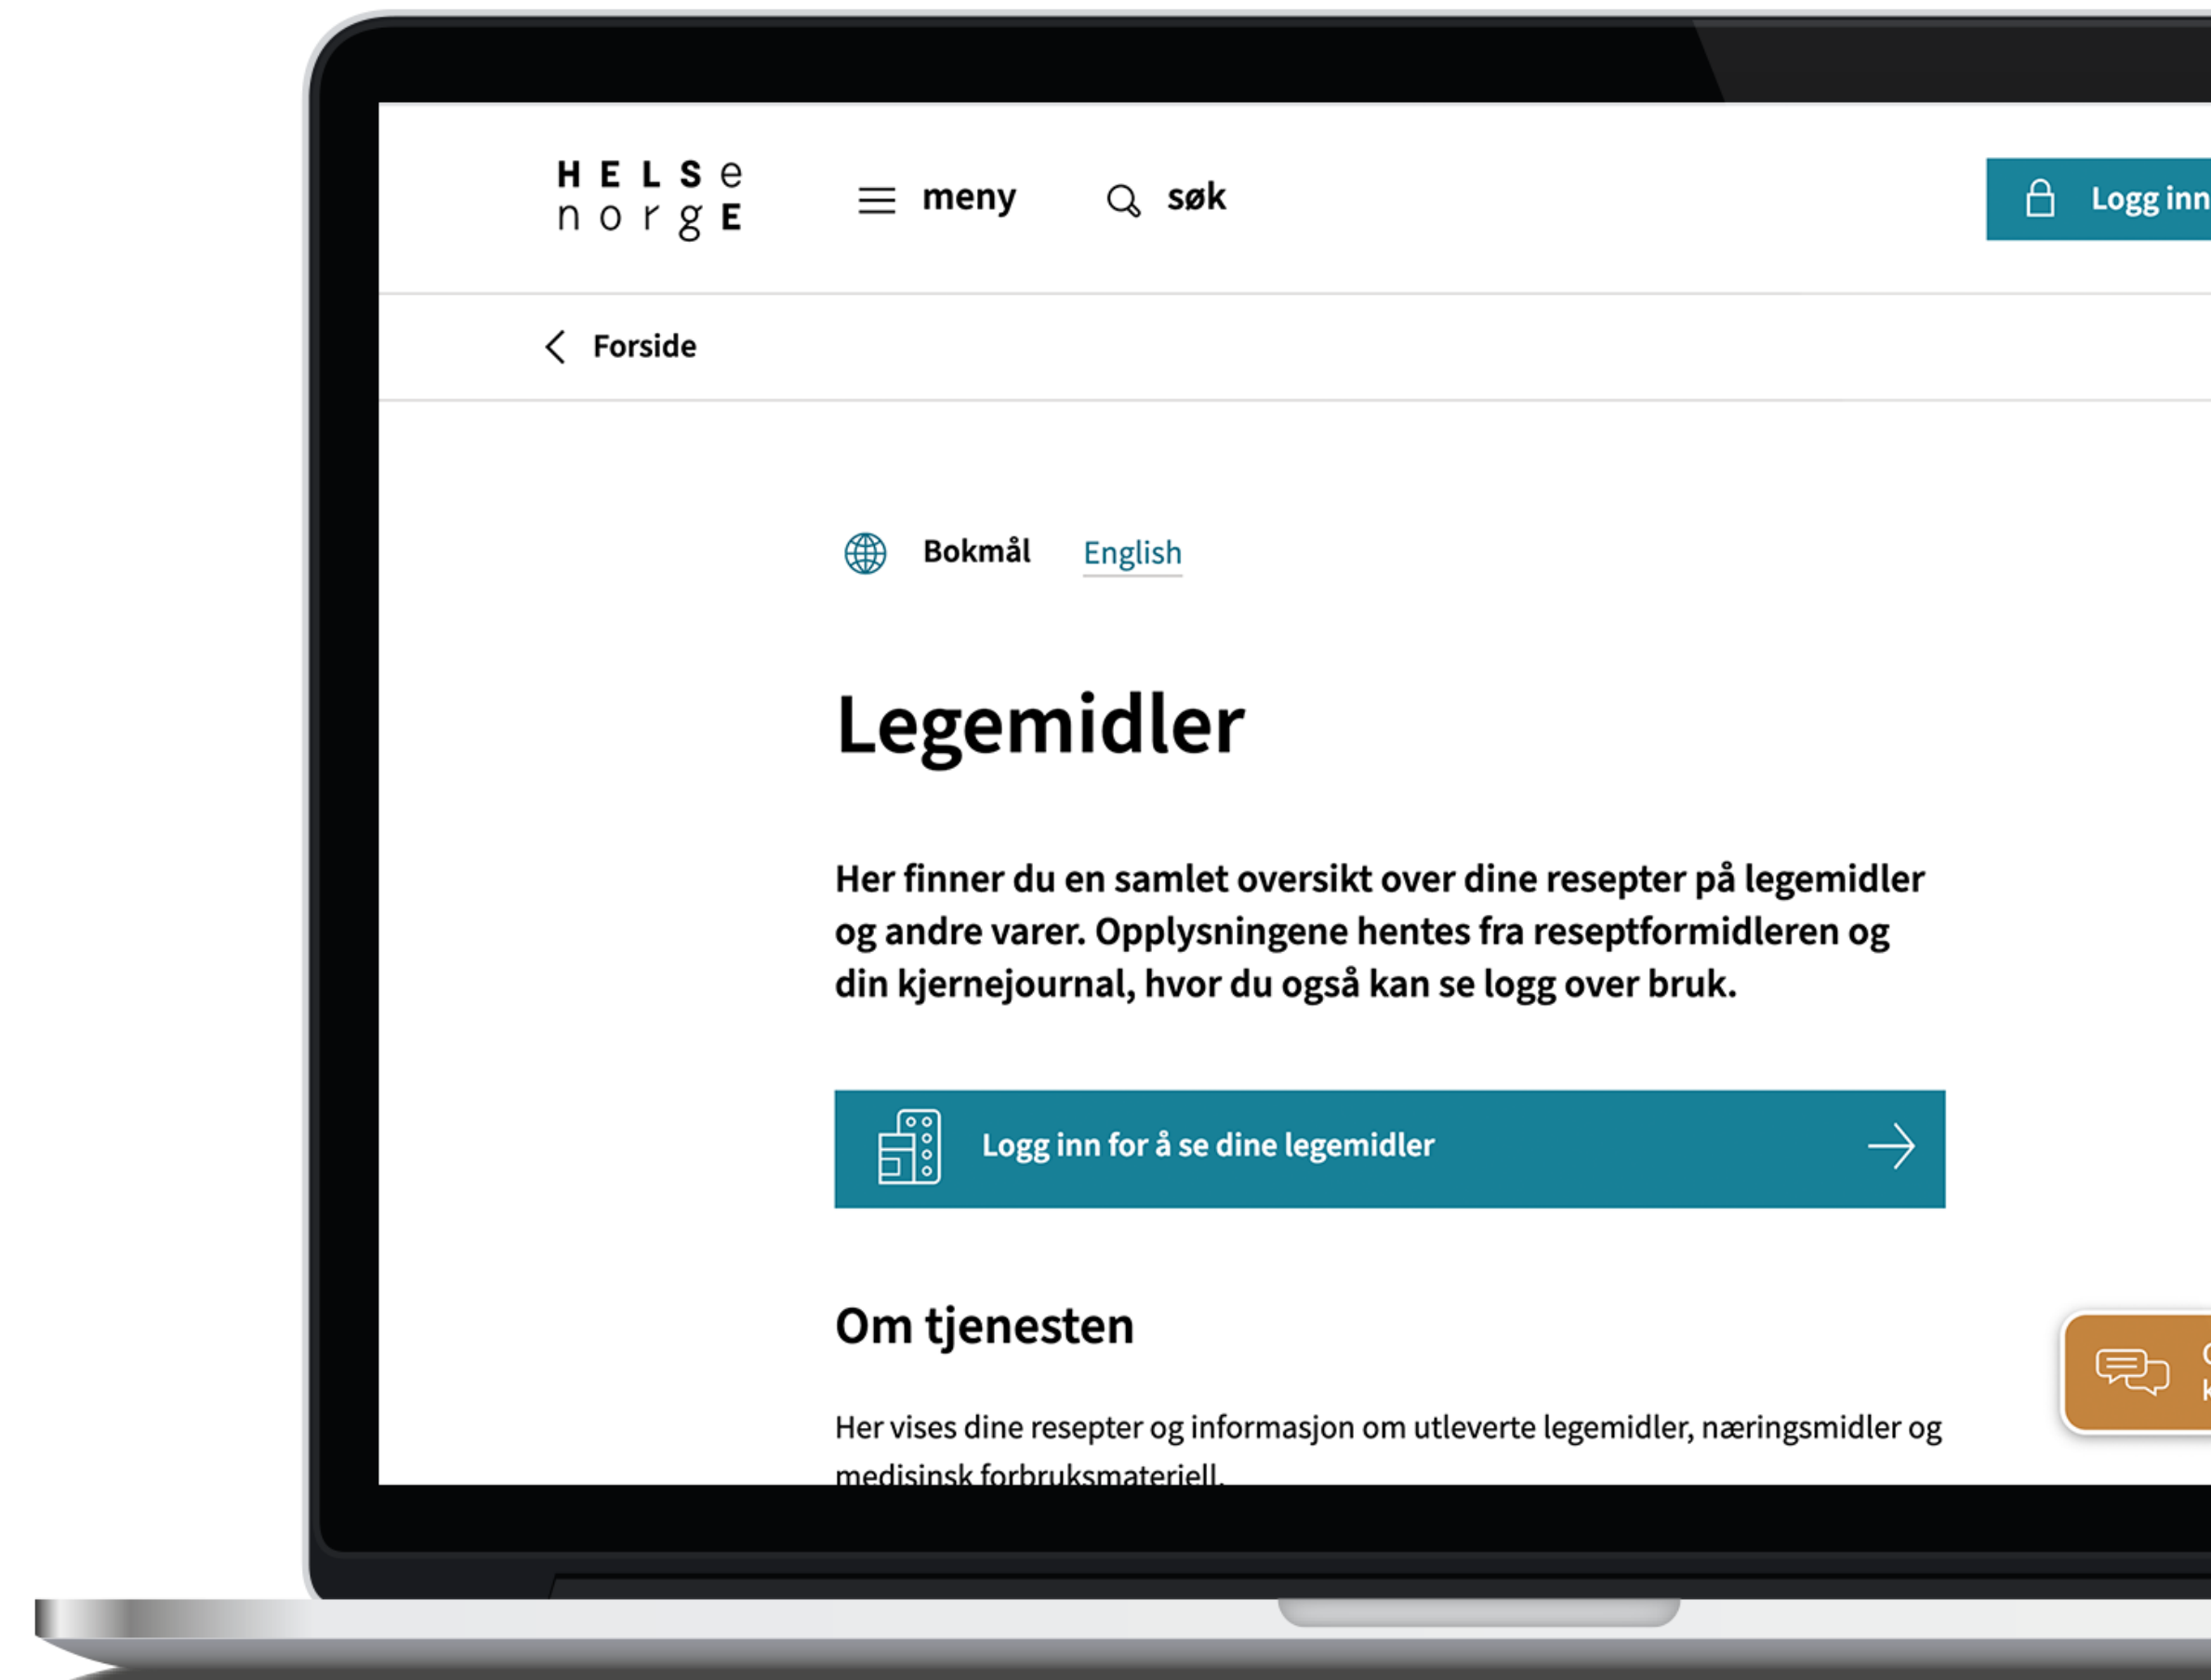 HELSe
norgE
meny
søk
Logg inn
Forside
Bokmål
English
Legemidler
Her finner du en samlet oversikt over dine resepter på legemidler
og andre varer. Opplysningene hentes fra reseptformidleren og
din kjernejournal, hvor du også kan se logg over bruk.
Logg inn for å se dine legemidler
Om tjenesten
Her vises dine resepter og informasjon om utleverte legemidler, næringsmidler og
medisinsk forbruksmateriell.